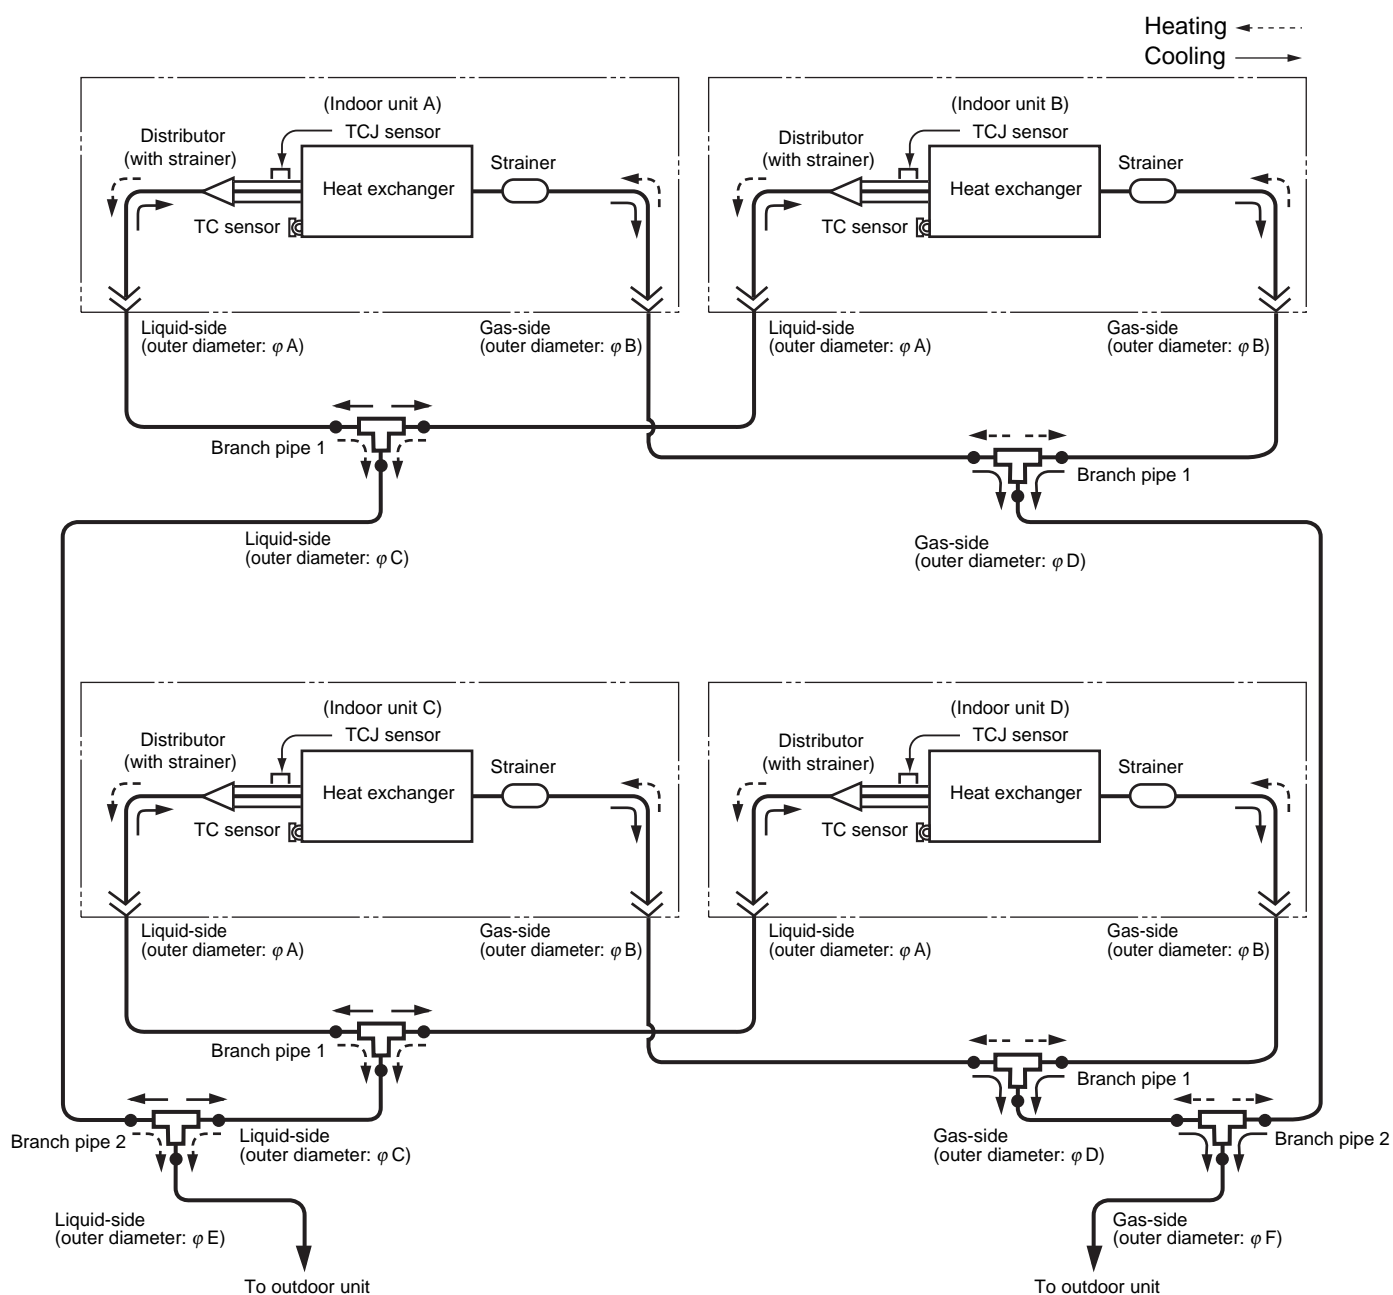 Heating
Cooling
(Indoor unit A)
TCJ sensor
Distributor
(with strainer)
Heat exchanger
Strainer
TC sensor
Liquid-side
(outer diameter: φ A)
Gas-side
(outer diameter: φ B)
(Indoor unit B)
TCJ sensor
Distributor
(with strainer)
Heat exchanger
Strainer
TC sensor
Liquid-side
(outer diameter: φ A)
Gas-side
(outer diameter: φ B)
Branch pipe 1
Branch pipe 1
Liquid-side
(outer diameter: φ C)
Gas-side
(outer diameter: φ D)
(Indoor unit C)
TCJ sensor
Distributor
(with strainer)
Heat exchanger
Strainer
TC sensor
Liquid-side
(outer diameter: φ A)
Gas-side
(outer diameter: φ B)
(Indoor unit D)
TCJ sensor
Distributor
(with strainer)
Heat exchanger
Strainer
TC sensor
Liquid-side
(outer diameter: φ A)
Gas-side
(outer diameter: φ B)
Branch pipe 1
Branch pipe 1
Branch pipe 2
Liquid-side
(outer diameter: φ C)
Gas-side
(outer diameter: φ D)
Branch pipe 2
Liquid-side
(outer diameter: φ E)
Gas-side
(outer diameter: φ F)
To outdoor unit
To outdoor unit